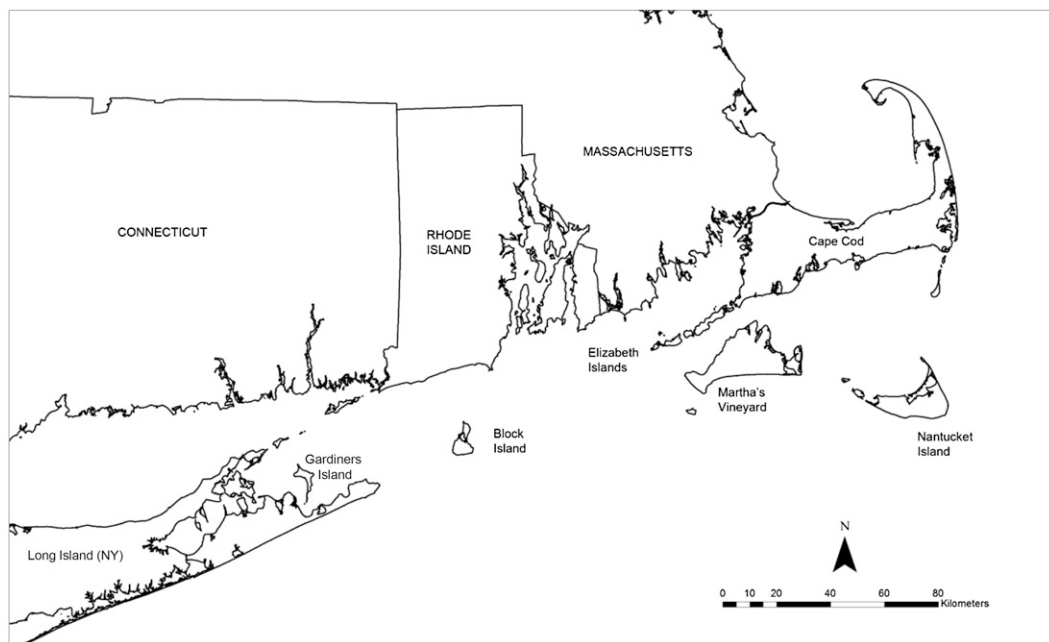 MASSACHUSETTS
CONNECTICUT
RHODE
ISLAND
Cape Cod
Elizabeth
Islands
Martha's
Vineyard
Block
Island
Nantucket
Island
Gardiners
Island
Long Island (NY)
N
0 10 20 40 60 80
Kilometers